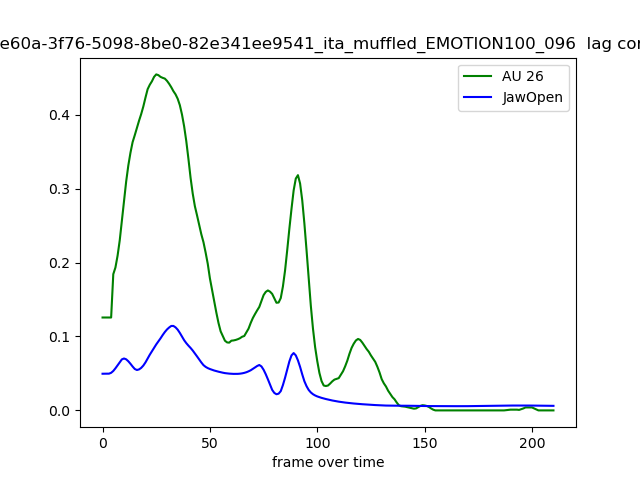 e60a-3f76-5098-8be0-82e341ee9541_ita_muffled_EMOTION100_096 lag cor
AU 26
JawOpen
0.4
0.3
0.2
0.1
0.0
0 50 100 150 200
frame over time